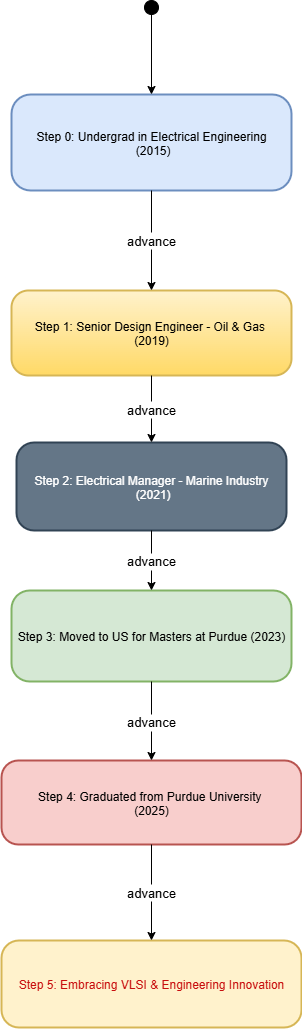 Step 0: Undergrad in Electrical Engineering
(2015)
advance
Step 1: Senior Design Engineer - Oil & Gas
(2019)
advance
Step 2: Electrical Manager - Marine Industry
(2021)
advance
Step 3: Moved to US for Masters at Purdue (2023)
advance
Step 4: Graduated from Purdue University
(2025)
advance
Step 5: Embracing VLSI & Engineering Innovation